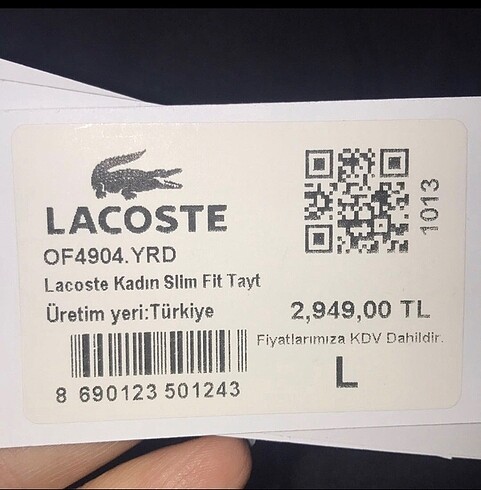 LACOSTE
OF4904.YRD
Lacoste Kadın Slim Fit Tayt
Üretim yeri:Türkiye
8 690123 501243
1013
2,949,00 TL
Fiyatlarımıza KDV Dahildir.
L